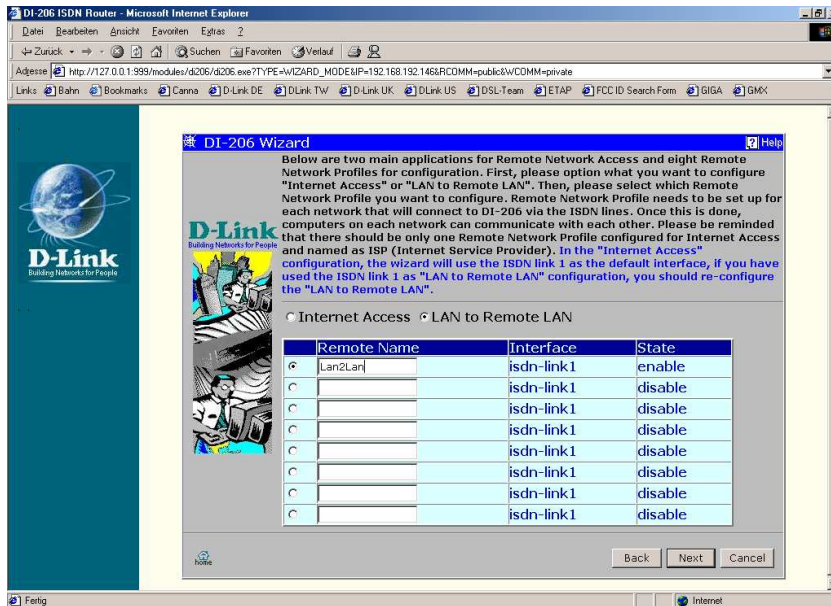 DI-206 ISDN Router - Microsoft Internet Explorer
Datei Bearbeiten Ansicht Favoriten Extras ?
Zurück Suchen Favoriten Verlauf
Adresse http://127.0.0.1:999/modules/di206/di206.exe?TYPE=WIZARD_MODE&IP=192.168.192.146&RCOMM=public&WCOMM=private
Links Bahn Bookmarks Canna D-Link DE DLink TW D-Link UK DLink US DSL-Team ETAP FCC ID Search Form GIGA GMX
DI-206 Wizard Help
D-Link
Building Networks for People
D-Link
Building Networks for People
Below are two main applications for Remote Network Access and eight Remote
Network Profiles for configuration. First, please option what you want to configure
"Internet Access" or "LAN to Remote LAN". Then, please select which Remote
Network Profile you want to configure. Remote Network Profile needs to be set up for
each network that will connect to DI-206 via the ISDN lines. Once this is done,
computers on each network can communicate with each other. Please be reminded
that there should be only one Remote Network Profile configured for Internet Access
and named as ISP (Internet Service Provider). In the "Internet Access"
configuration, the wizard will use the ISDN link 1 as the default interface, if you have
used the ISDN link 1 as "LAN to Remote LAN" configuration, you should re-configure
the "LAN to Remote LAN".
Internet Access LAN to Remote LAN
Remote Name Interface State
Lan2Lan isdn-link1 enable
isdn-link1 disable
isdn-link1 disable
isdn-link1 disable
isdn-link1 disable
isdn-link1 disable
isdn-link1 disable
isdn-link1 disable
home Back Next Cancel
Fertig Internet